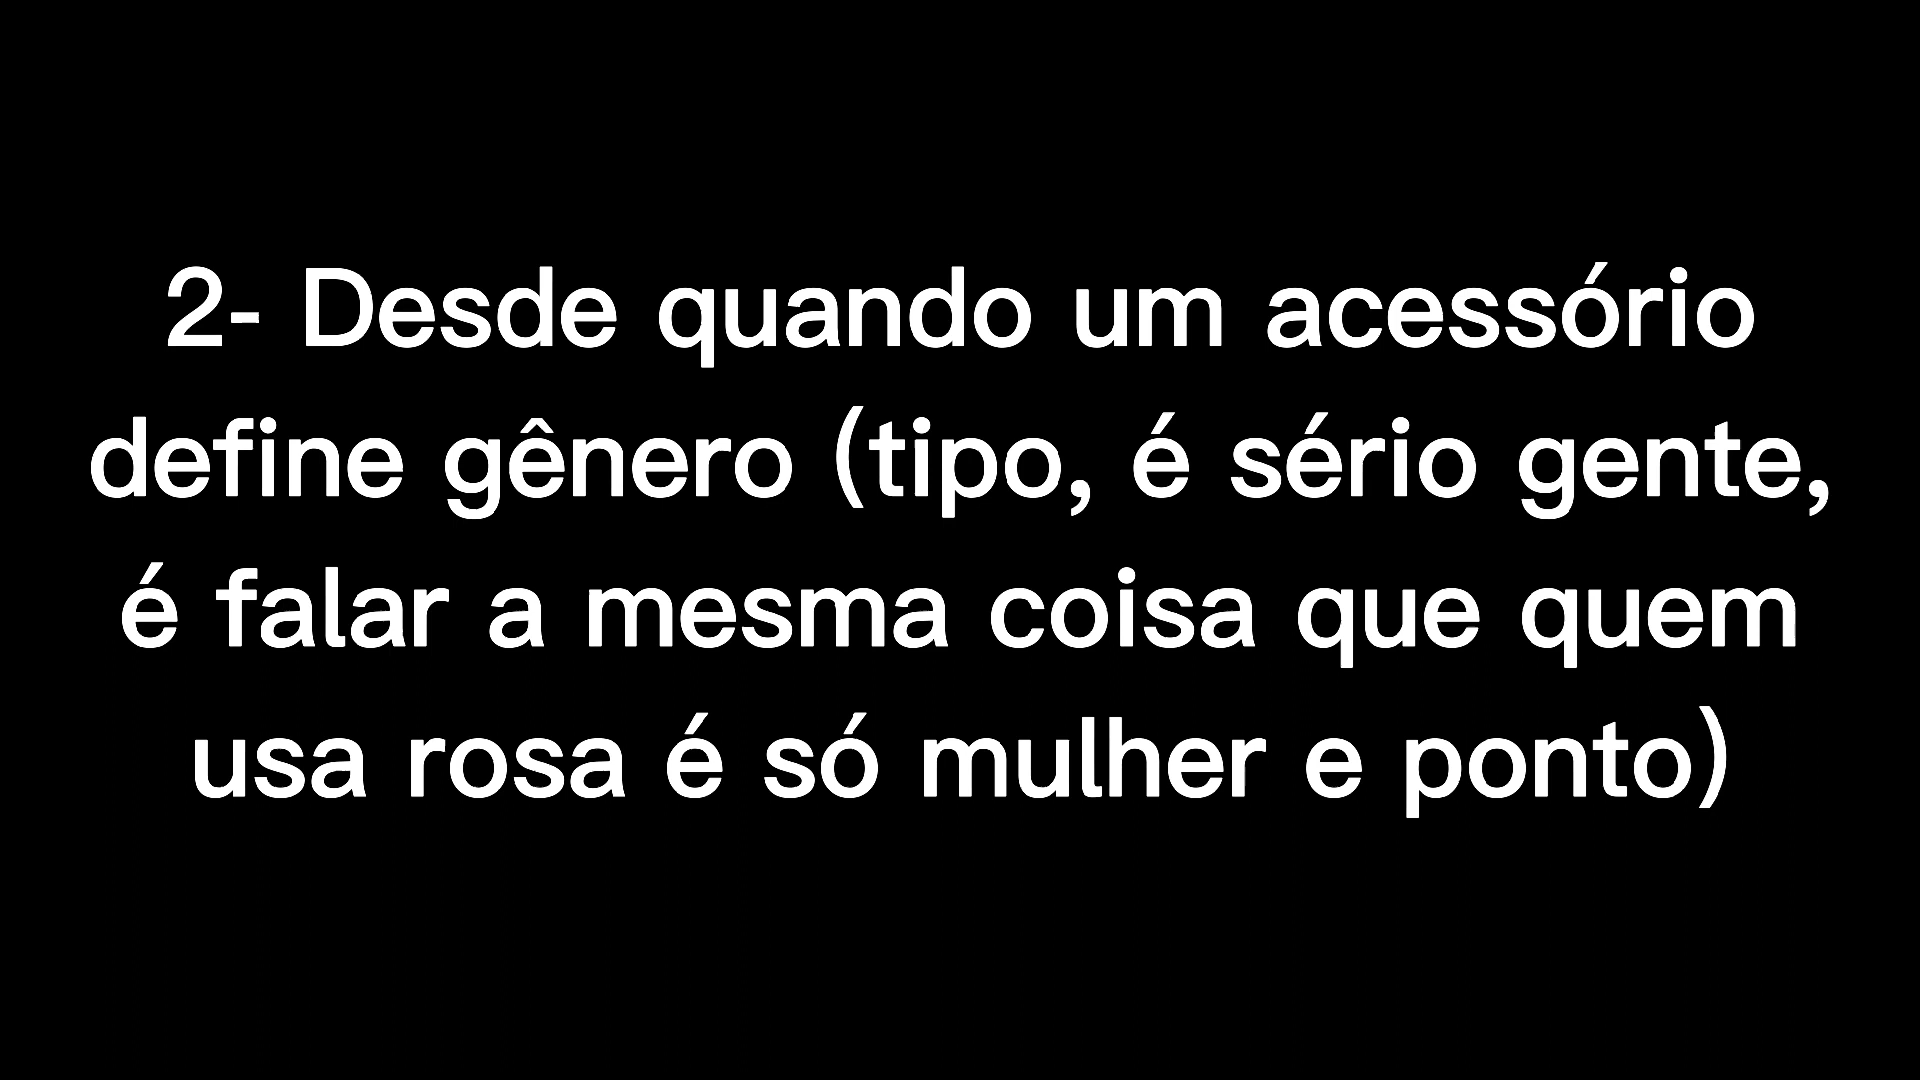 2- Desde quando um acessório
define gênero (tipo, é sério gente,
é falar a mesma coisa que quem
usa rosa é só mulher e ponto)